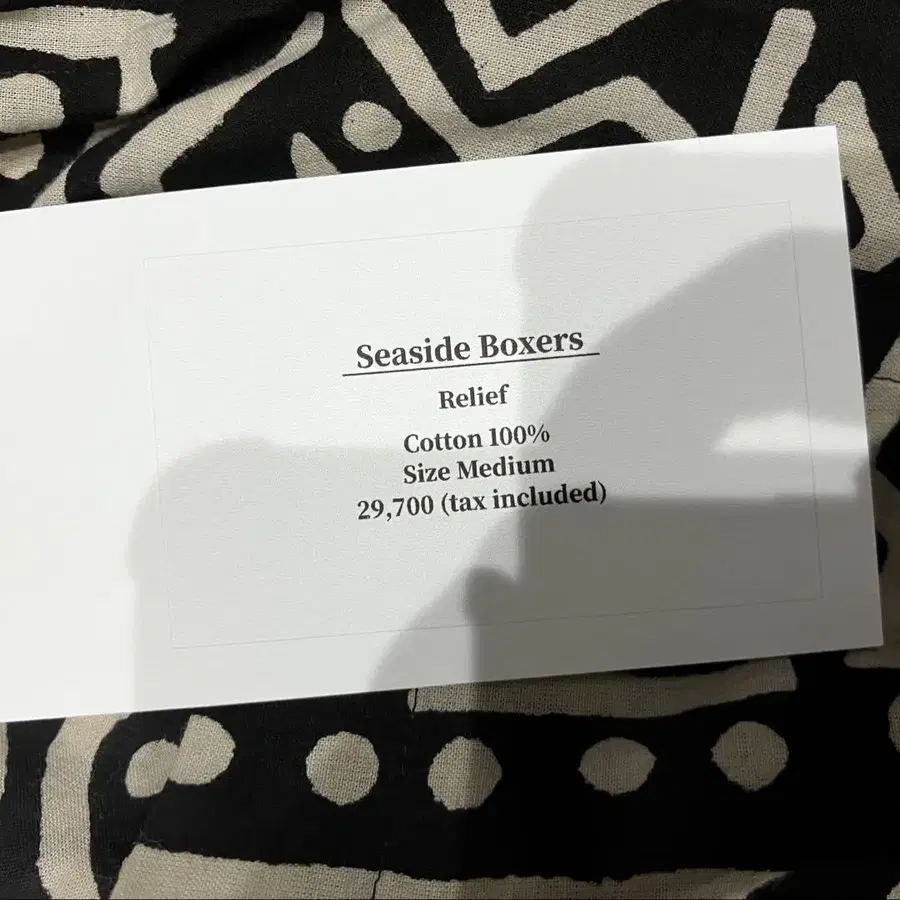 Seaside Boxers
Relief
Cotton 100%
Size Medium
29,700 (tax included)